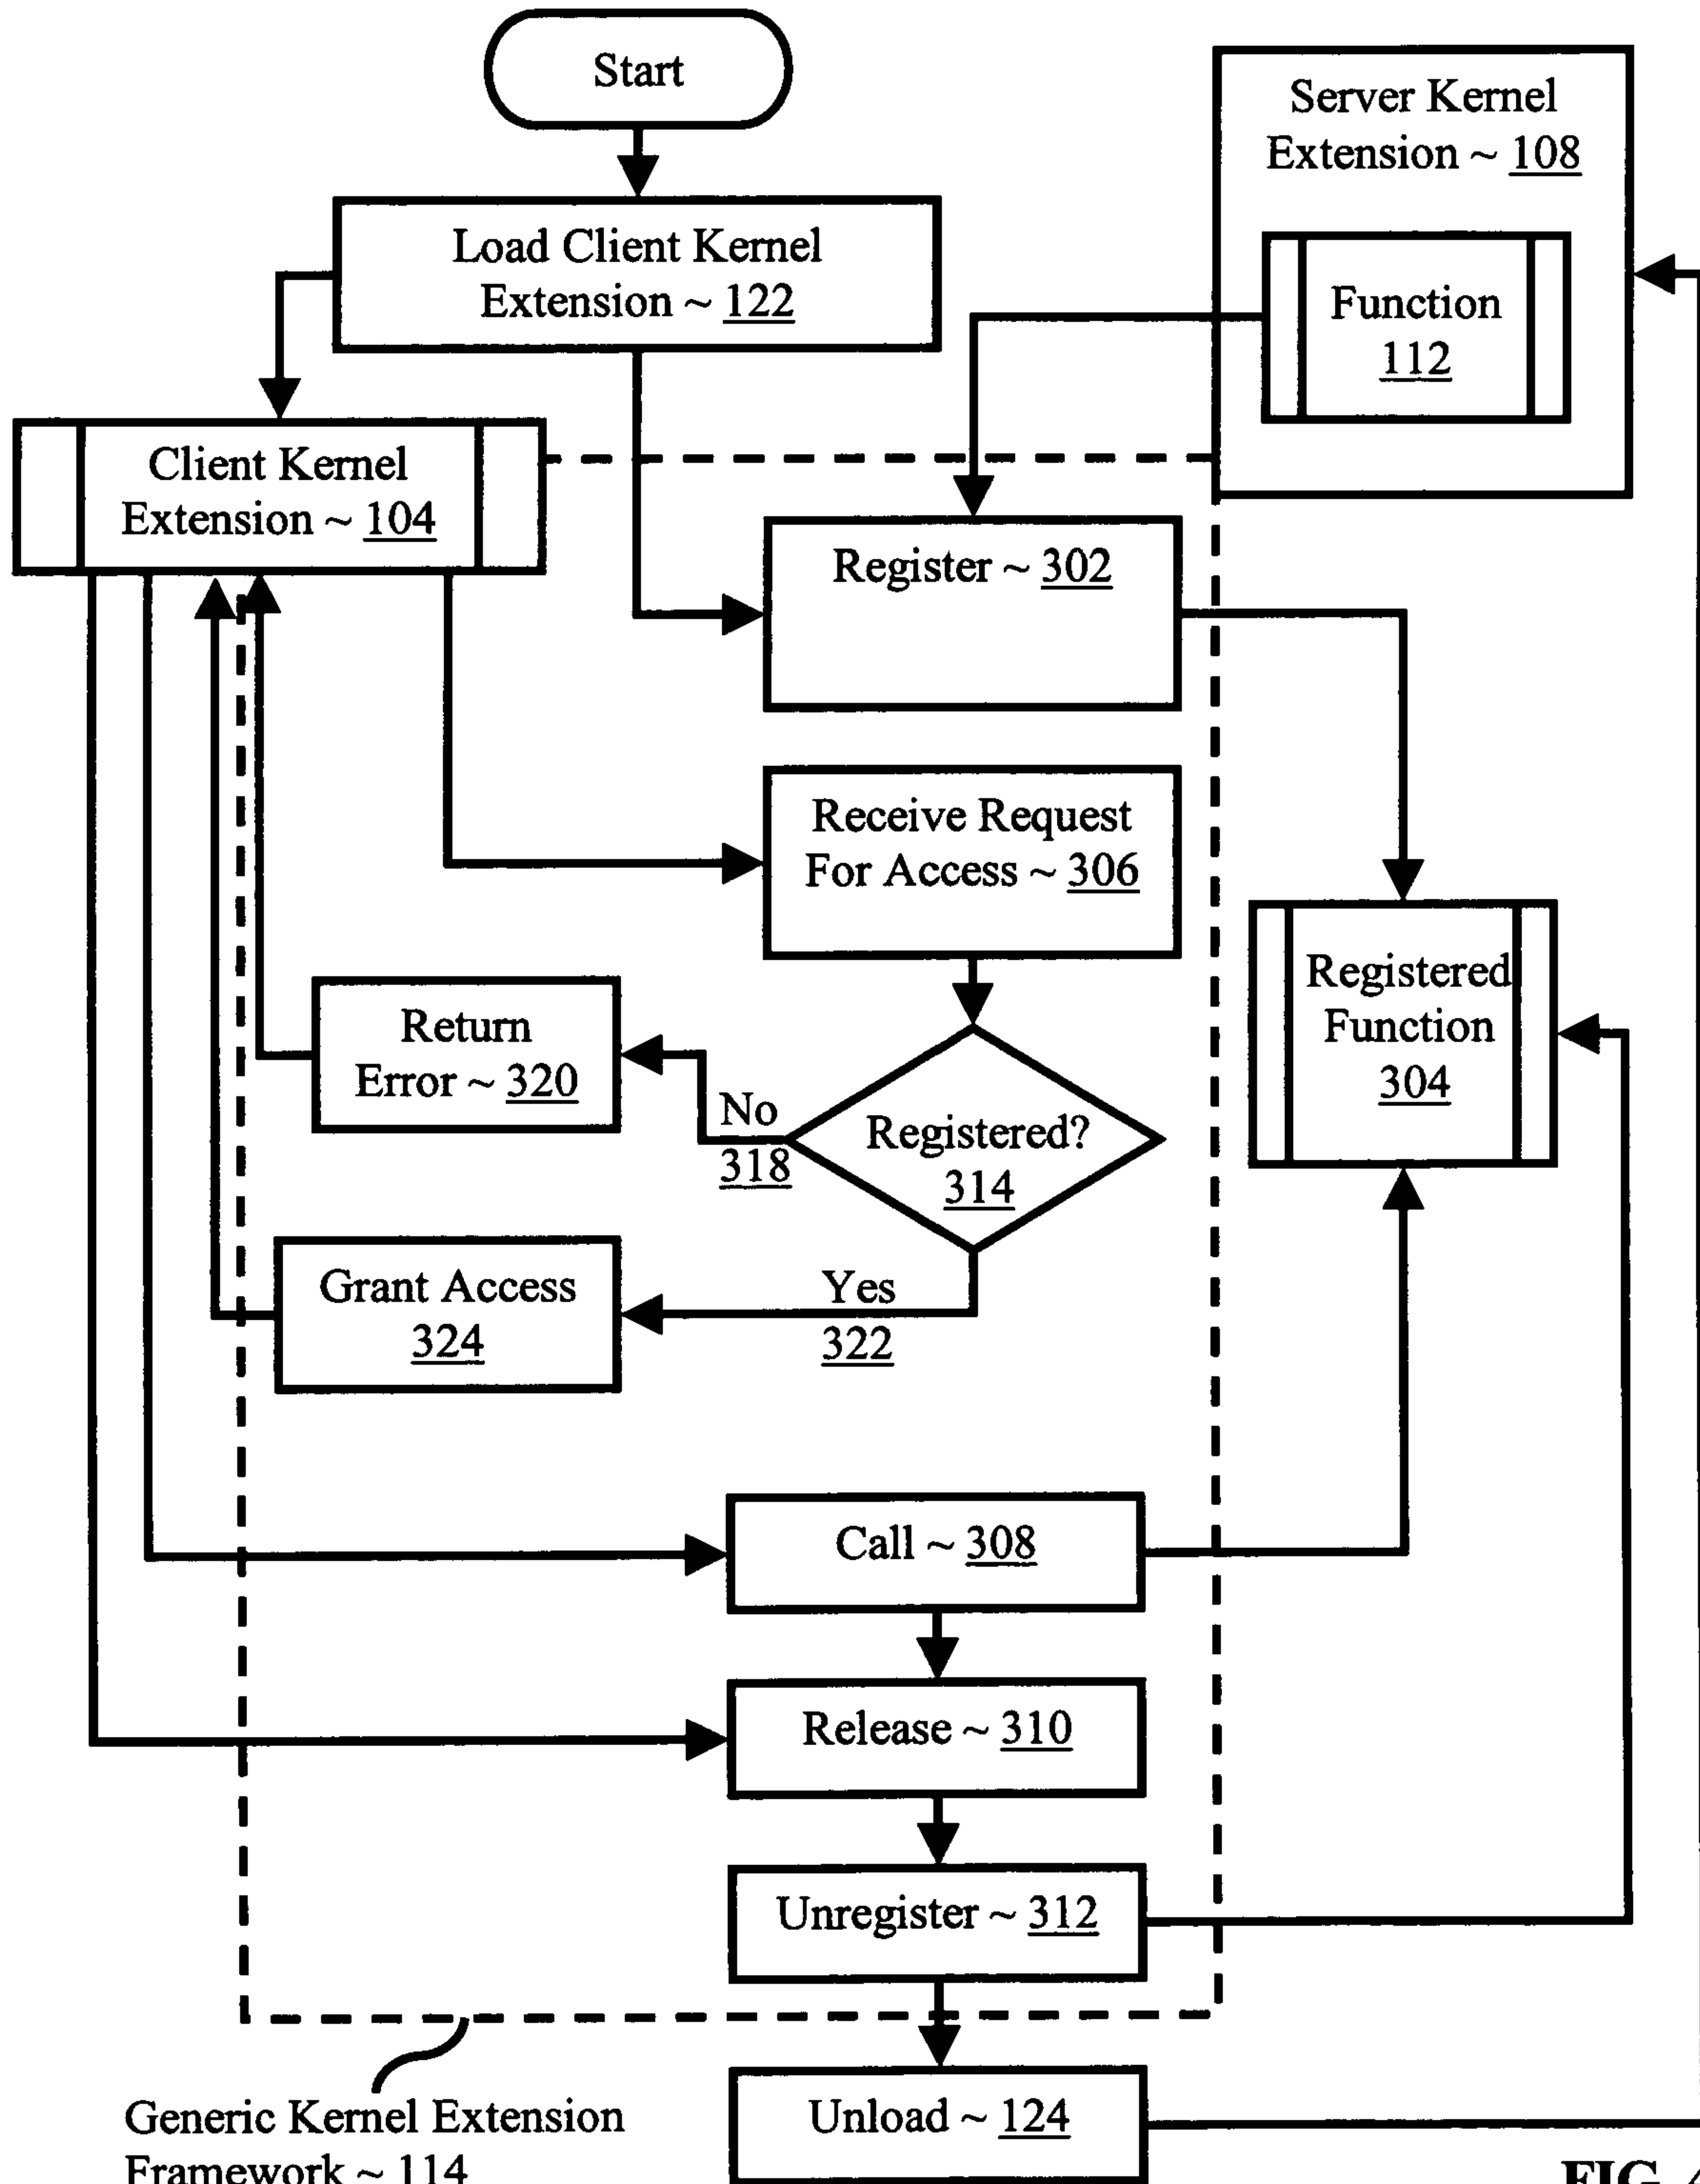 Start
Server Kernel
Extension ~ 108
Load Client Kernel
Extension ~ 122
Function
112
Client Kernel
Extension ~ 104
Register ~ 302
Receive Request
For Access ~ 306
Registered
Function
304
Return
Error ~ 320
No
318
Registered?
314
Grant Access
324
Yes
322
Call ~ 308
Release ~ 310
Unregister ~ 312
Unload ~ 124
Generic Kernel Extension
Framework ~ 114
FIG.